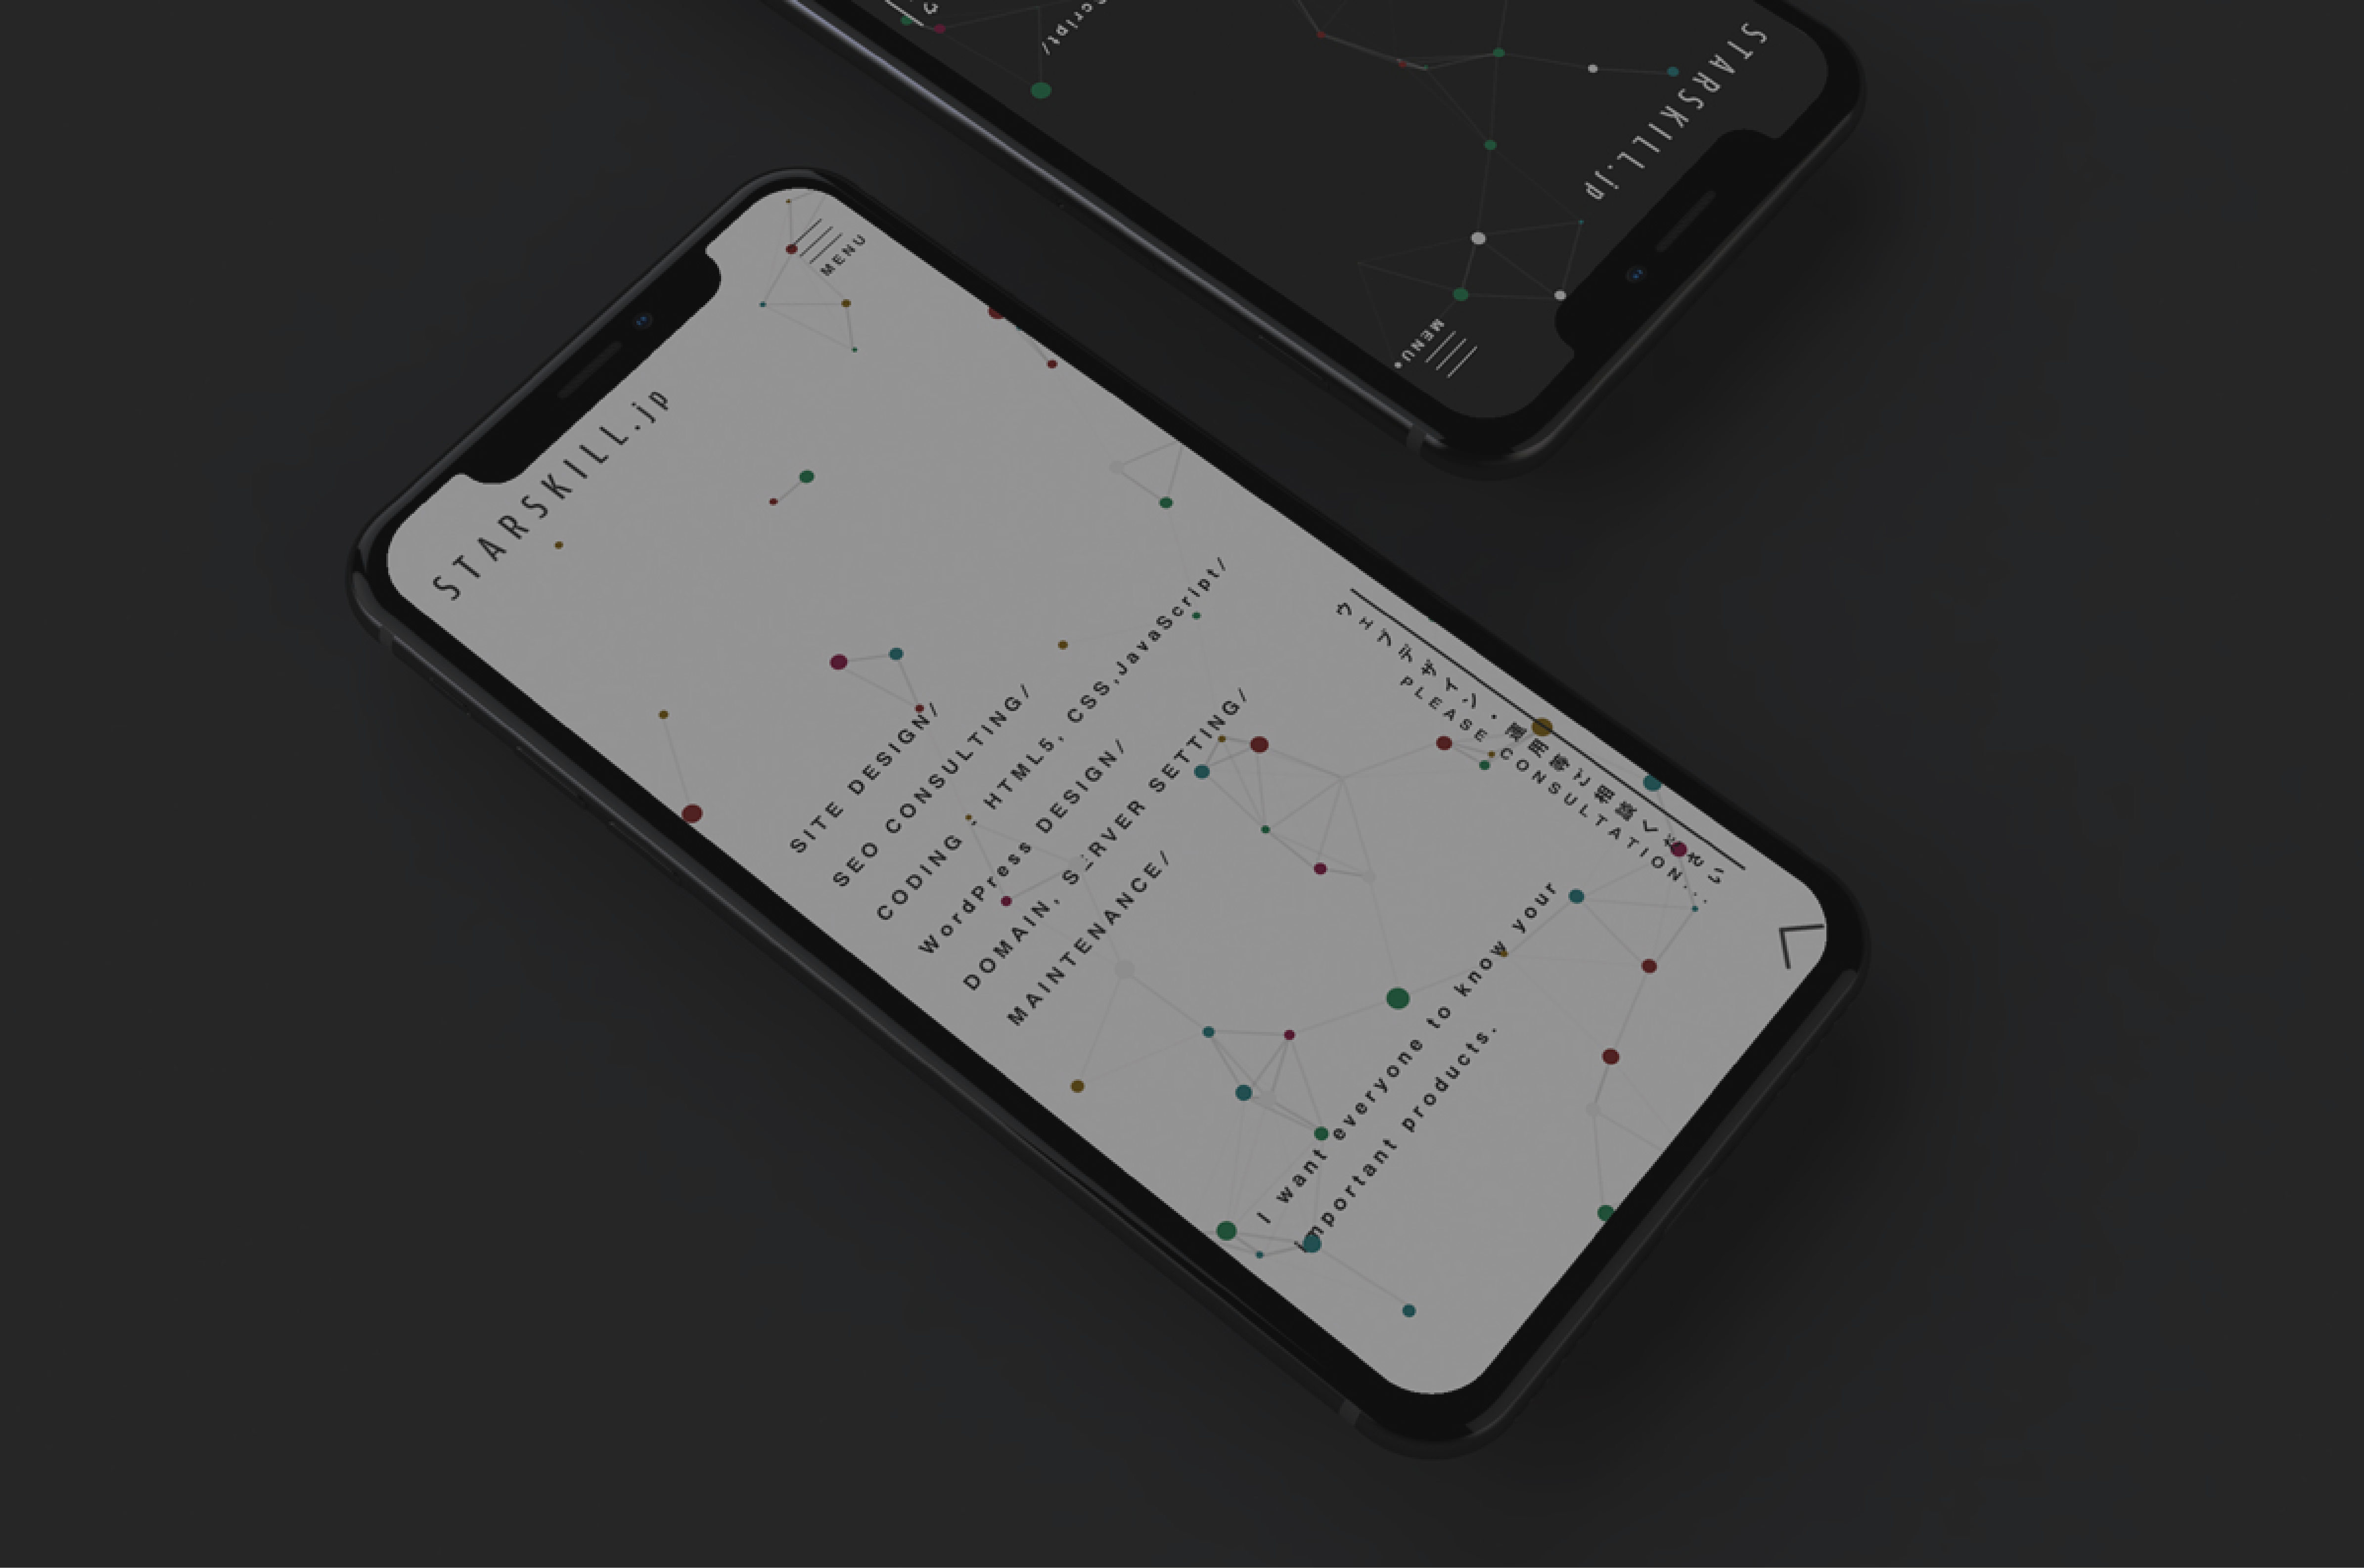 STARSKILL.jp
MENU
cript/
STARSKILL.jp
MENU
SITE DESIGN/
SEO CONSULTING/
CODING HTML5, CSS,JavaScript/
WordPress DESIGN/
DOMAIN, SERVER SETTING/
MAINTENANCE/
ウェブデザイン・運用等ご相談ください
PLEASE CONSULTATION...
I want everyone to know your
important products.